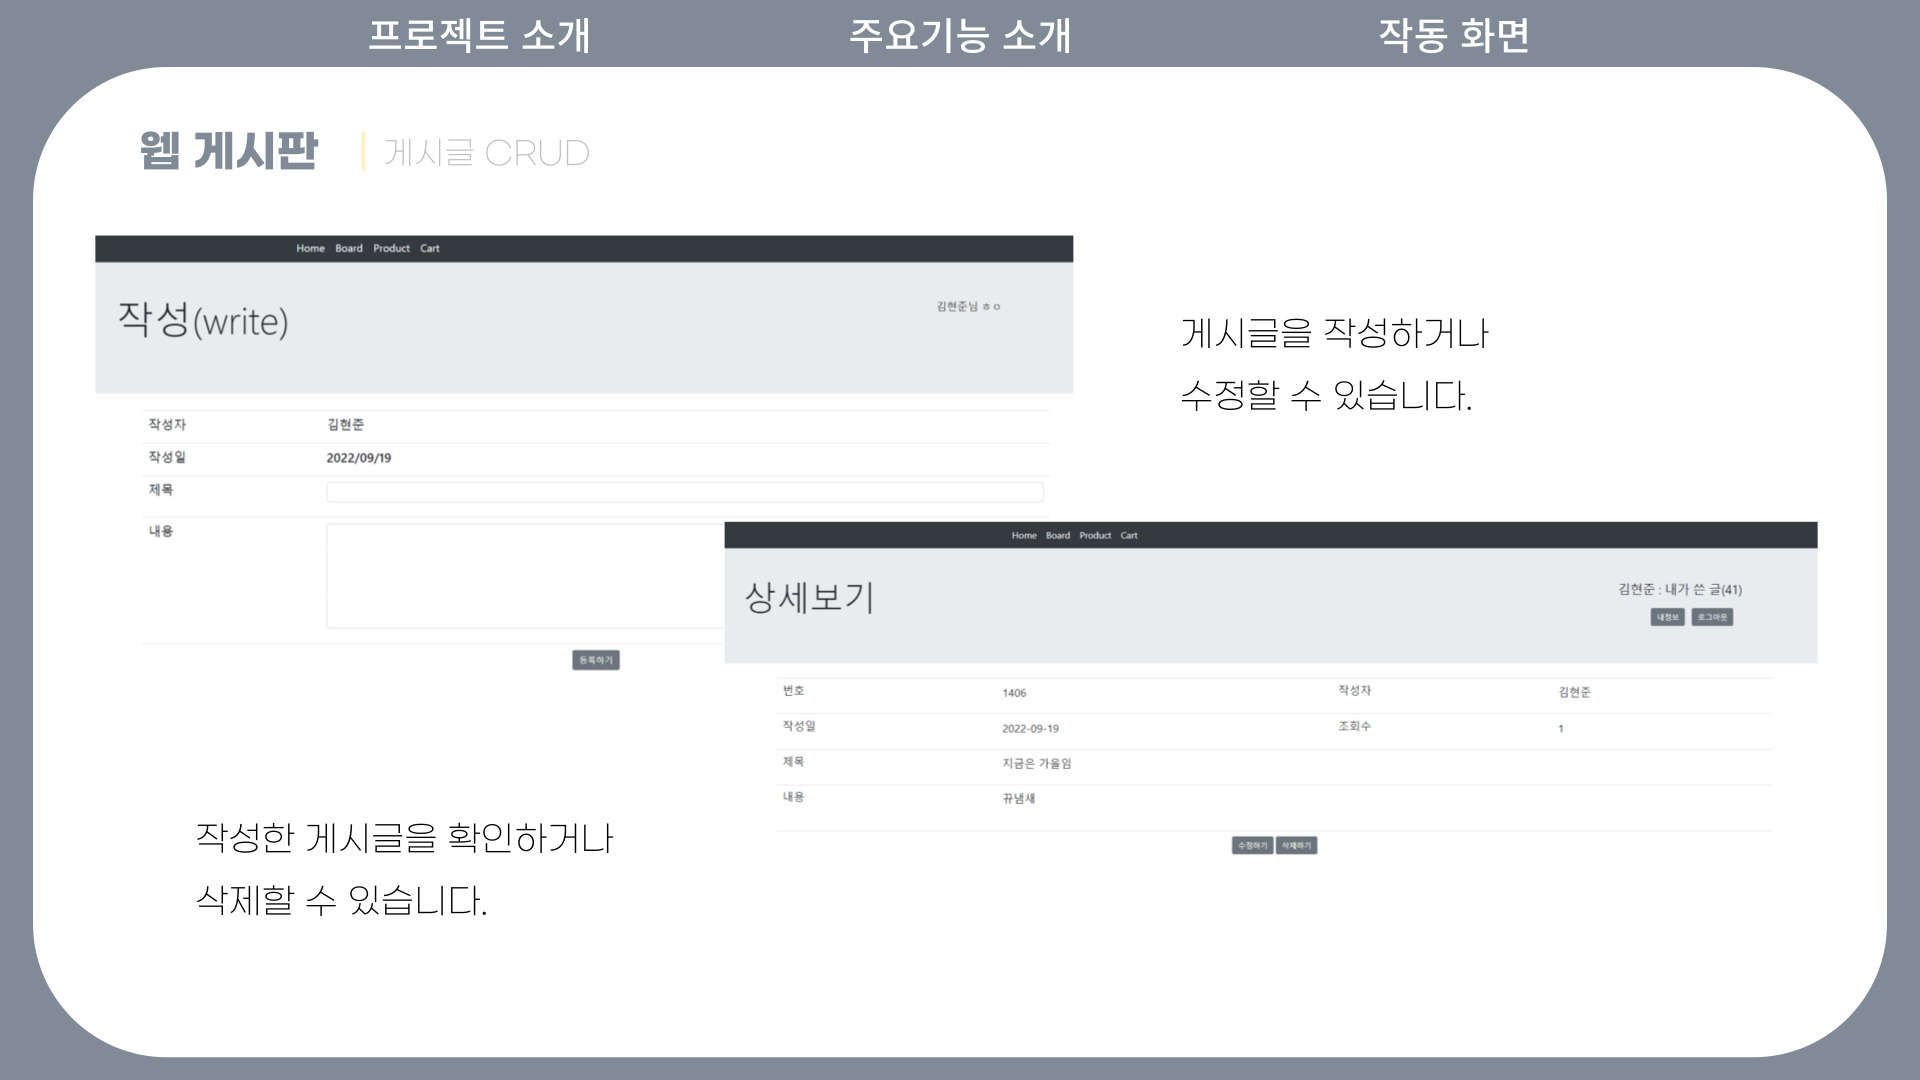 프로젝트 소개 주요기능 소개 작동 화면
웹 게시판 게시글 CRUD
Home Board Product Cart
작성(write)
김현준님 ㅎㅇ
작성자 김현준
작성일 2022/09/19
제목
내용
등록하기
게시글을 작성하거나
수정할 수 있습니다.
Home Board Product Cart
상세보기
김현준 : 내가 쓴 글(41)
내정보 로그아웃
번호 1406 작성자 김현준
작성일 2022-09-19 조회수 1
제목 지금은 가을임
내용 뀨냄새
수정하기 삭제하기
작성한 게시글을 확인하거나
삭제할 수 있습니다.